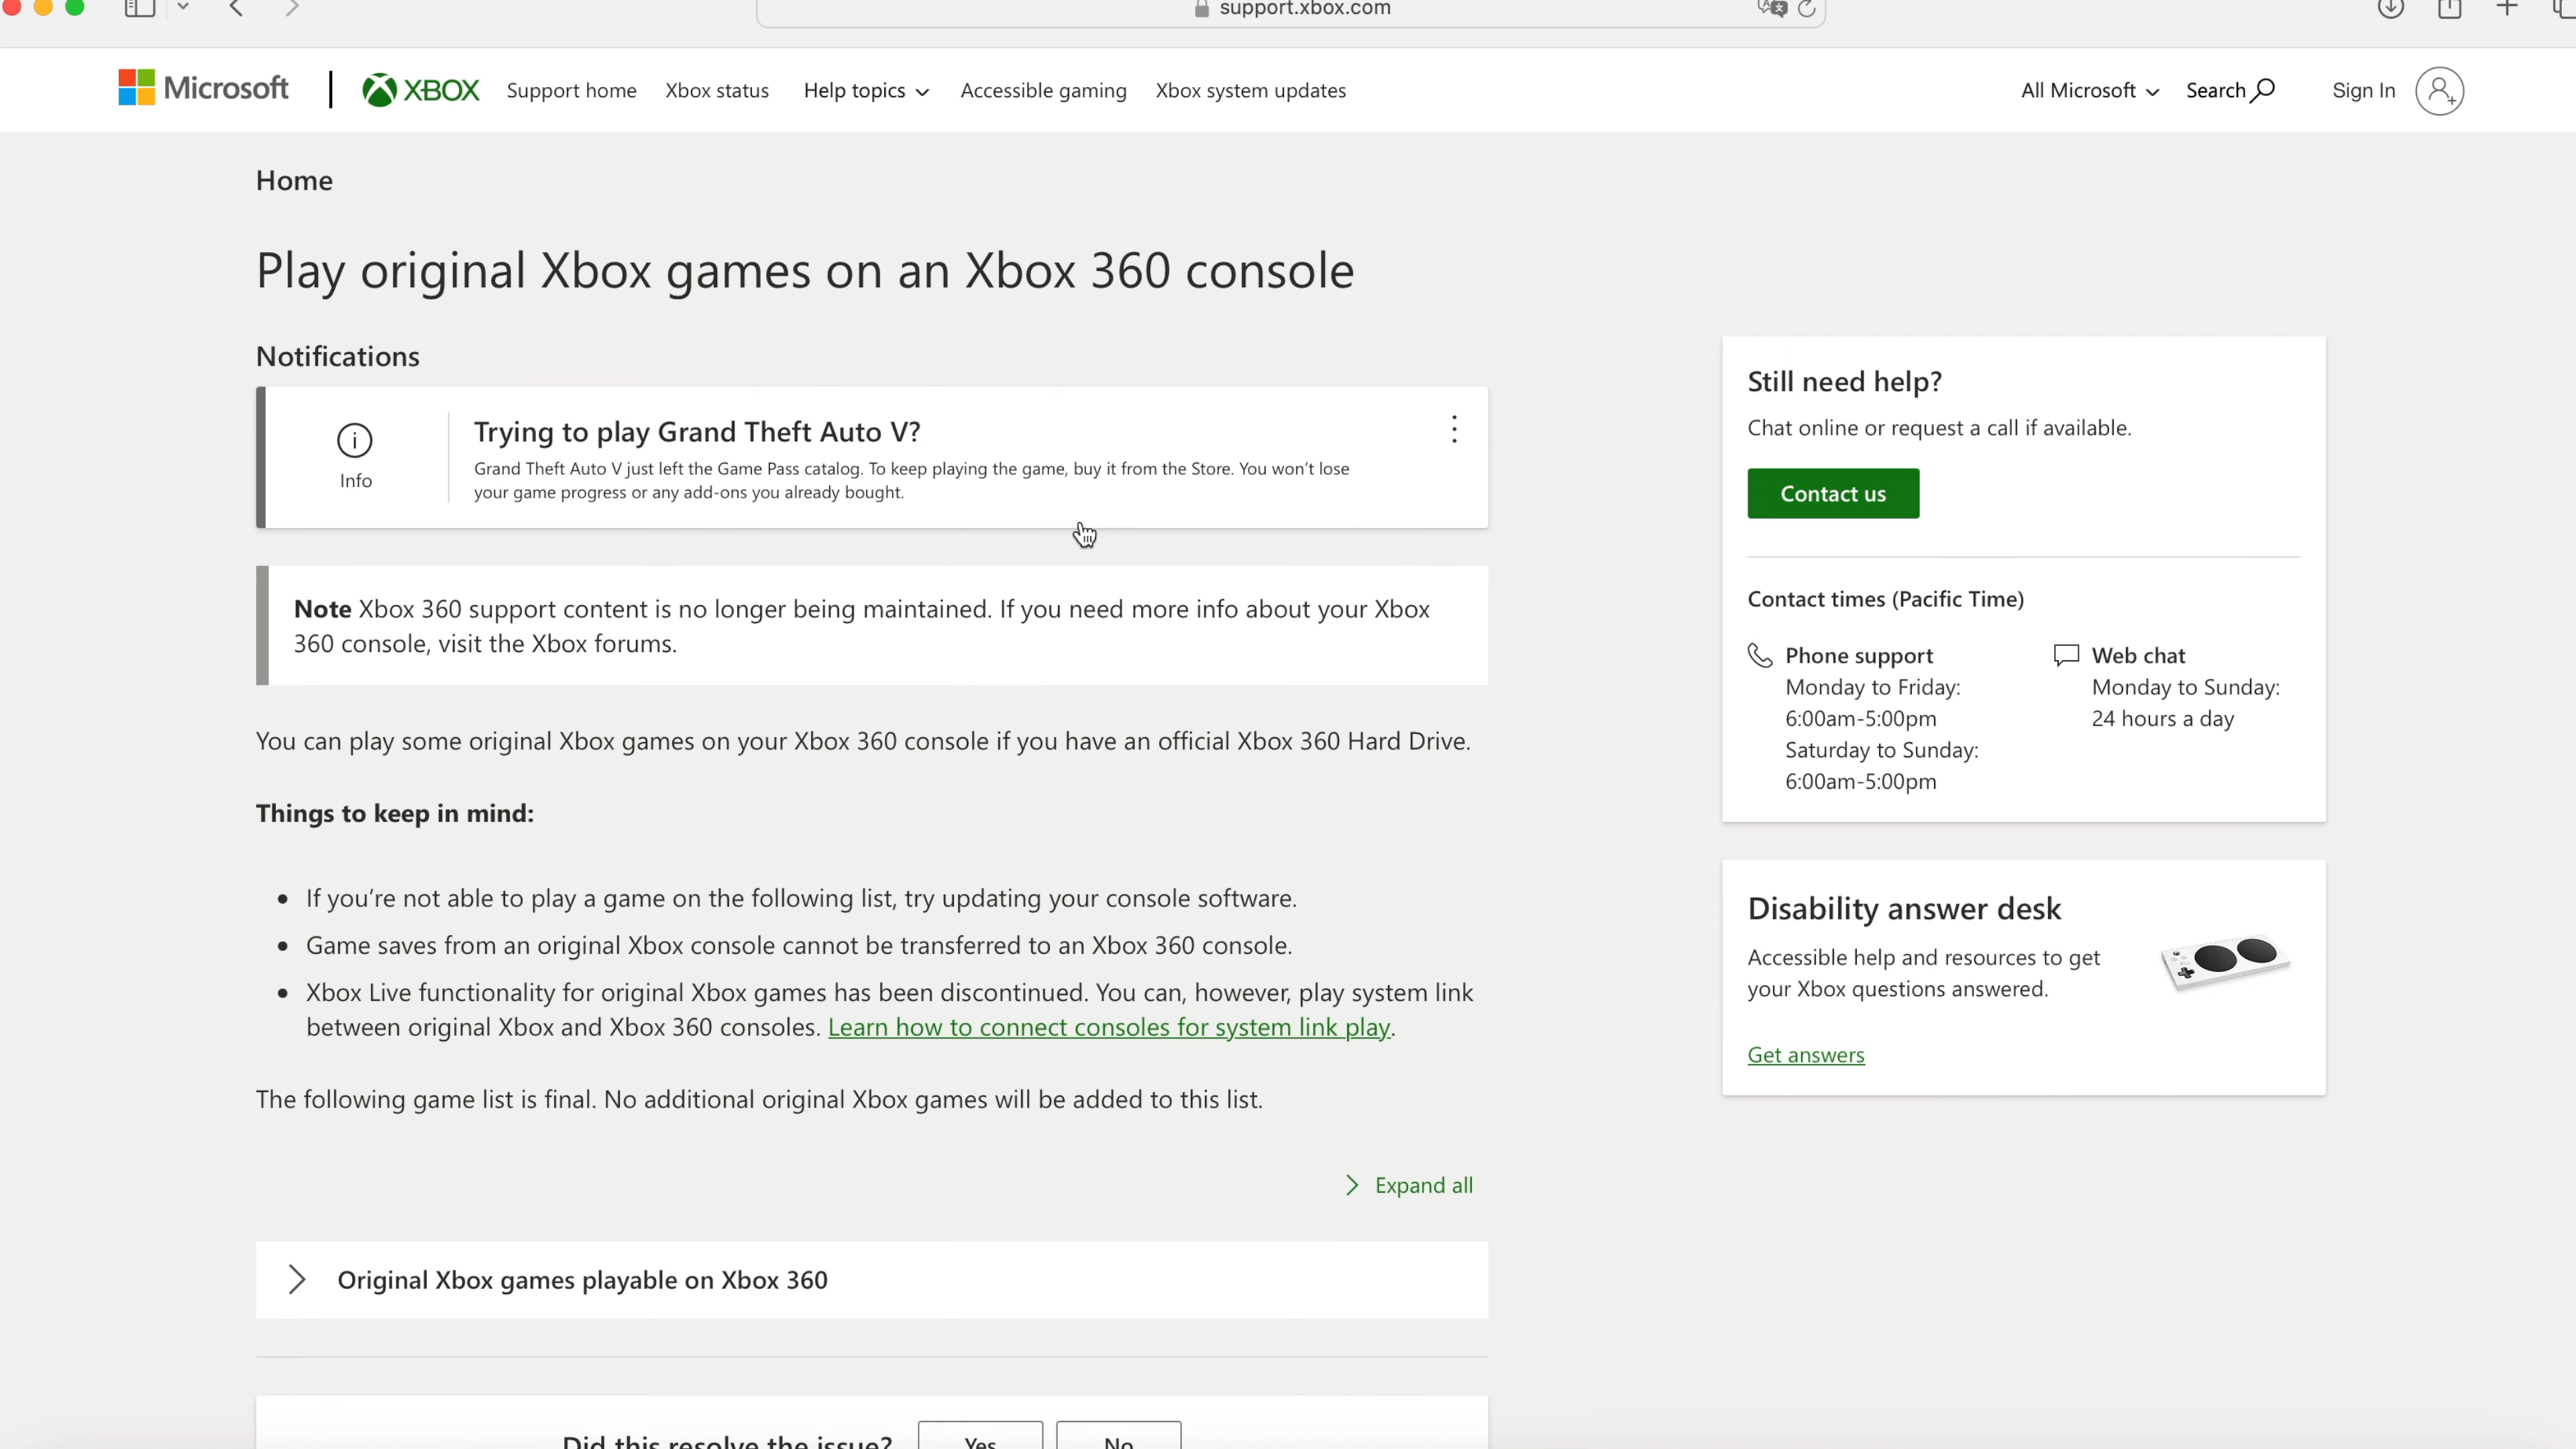 support.xbox.com
Microsoft XBOX Support home Xbox status Help topics Accessible gaming Xbox system updates All Microsoft Search Sign In
Home
Play original Xbox games on an Xbox 360 console
Notifications
Info
Trying to play Grand Theft Auto V?
Grand Theft Auto V just left the Game Pass catalog. To keep playing the game, buy it from the Store. You won't lose
your game progress or any add-ons you already bought.
Note Xbox 360 support content is no longer being maintained. If you need more info about your Xbox
360 console, visit the Xbox forums.
You can play some original Xbox games on your Xbox 360 console if you have an official Xbox 360 Hard Drive.
Things to keep in mind:
• If you're not able to play a game on the following list, try updating your console software.
• Game saves from an original Xbox console cannot be transferred to an Xbox 360 console.
• Xbox Live functionality for original Xbox games has been discontinued. You can, however, play system link
between original Xbox and Xbox 360 consoles. Learn how to connect consoles for system link play.
The following game list is final. No additional original Xbox games will be added to this list.
Expand all
Original Xbox games playable on Xbox 360
Did this resolve the issue? Yes No
Still need help?
Chat online or request a call if available.
Contact us
Contact times (Pacific Time)
Phone support
Monday to Friday:
6:00am-5:00pm
Saturday to Sunday:
6:00am-5:00pm
Web chat
Monday to Sunday:
24 hours a day
Disability answer desk
Accessible help and resources to get
your Xbox questions answered.
Get answers